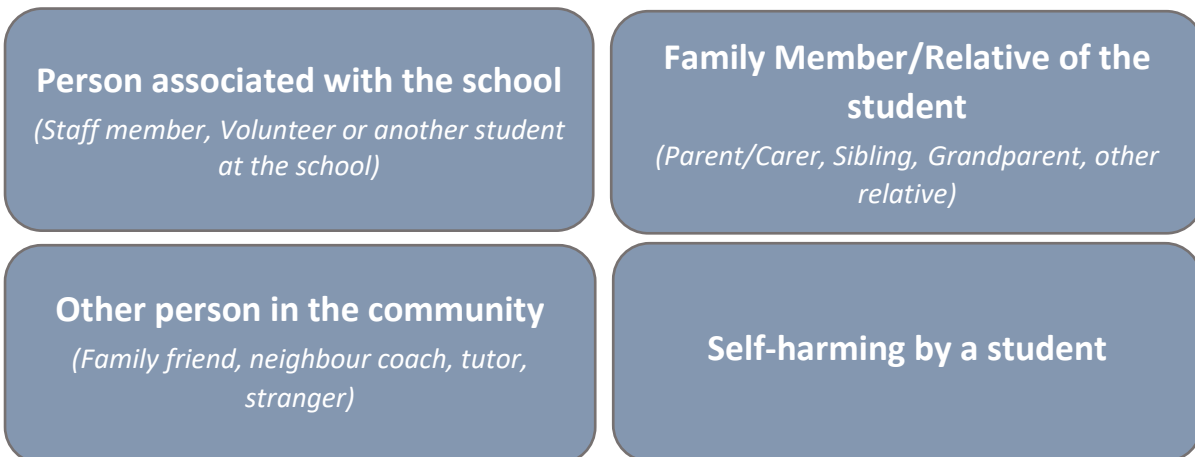 Person associated with the school
(Staff member, Volunteer or another student
at the school)
Family Member/Relative of the
student
(Parent/Carer, Sibling, Grandparent, other
relative)
Other person in the community
(Family friend, neighbour coach, tutor,
stranger)
Self-harming by a student